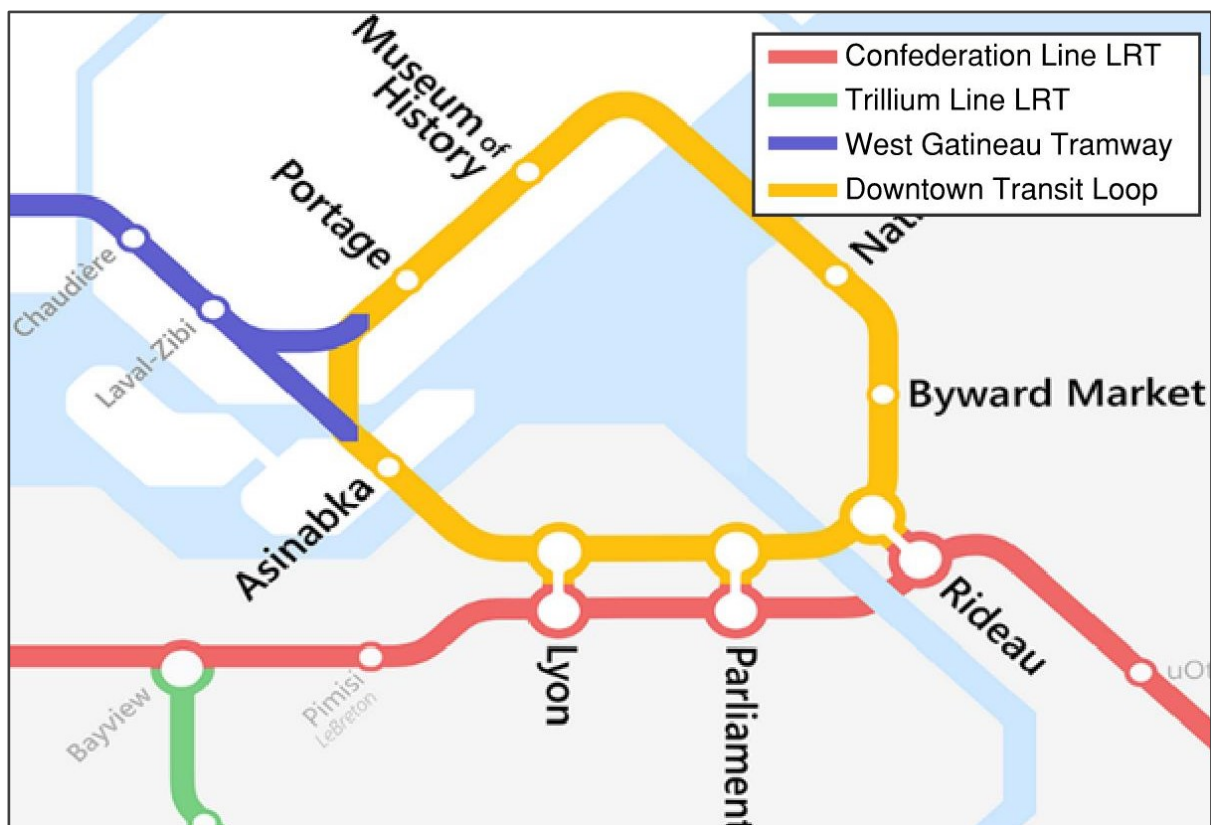 Confederation Line LRT
Trillium Line LRT
West Gatineau Tramway
Downtown Transit Loop
Museum of
History
Portage
Chaudière
Laval-Zibi
Byward Market
Asinabka
Rideau
Lyon
Parliament
Pimisi
LeBreton
Bayview